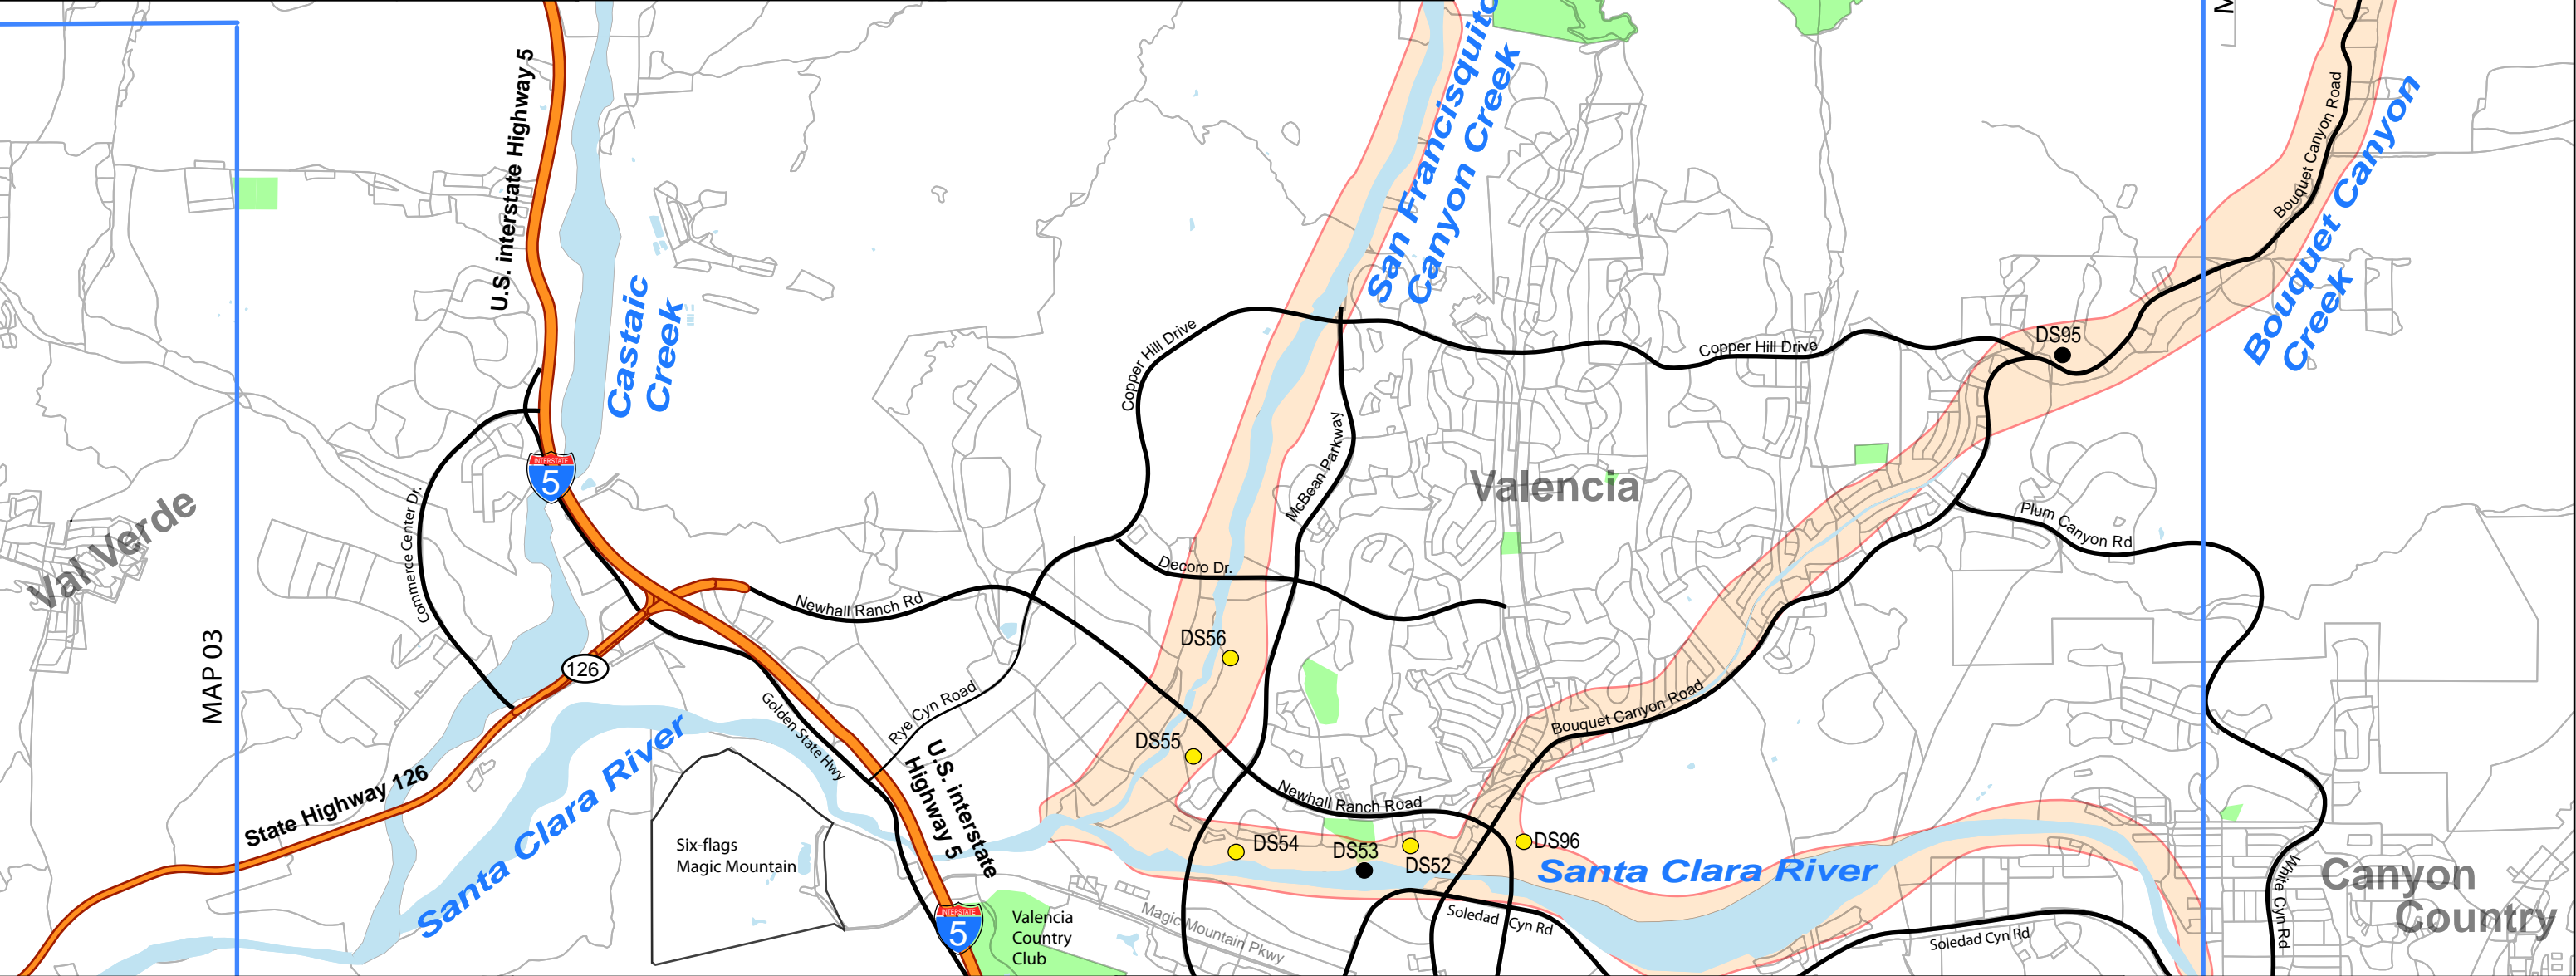 M
U.S. interstate Highway 5
San Francisquito
Canyon Creek
Bouquet Canyon Road
Bouquet Canyon
Creek
Castaic
Creek
Copper Hill Drive
Copper Hill Drive
DS95
McBean Parkway
INTERSTATE
5
Valencia
Val Verde
Commerce Center Dr.
Plum Canyon Rd
Decoro Dr.
Newhall Ranch Rd
DS56
MAP 03
126
Golden State Hwy
Rye Cyn Road
Bouquet Canyon Road
DS55
U.S. interstate
Highway 5
State Highway 126
Santa Clara River
Newhall Ranch Road
Six-flags
Magic Mountain
DS54
DS53
DS52
DS96
Santa Clara River
Canyon
Country
White Cyn Rd
INTERSTATE
5
Valencia
Country
Club
Magic Mountain Pkwy
Soledad Cyn Rd
Soledad Cyn Rd